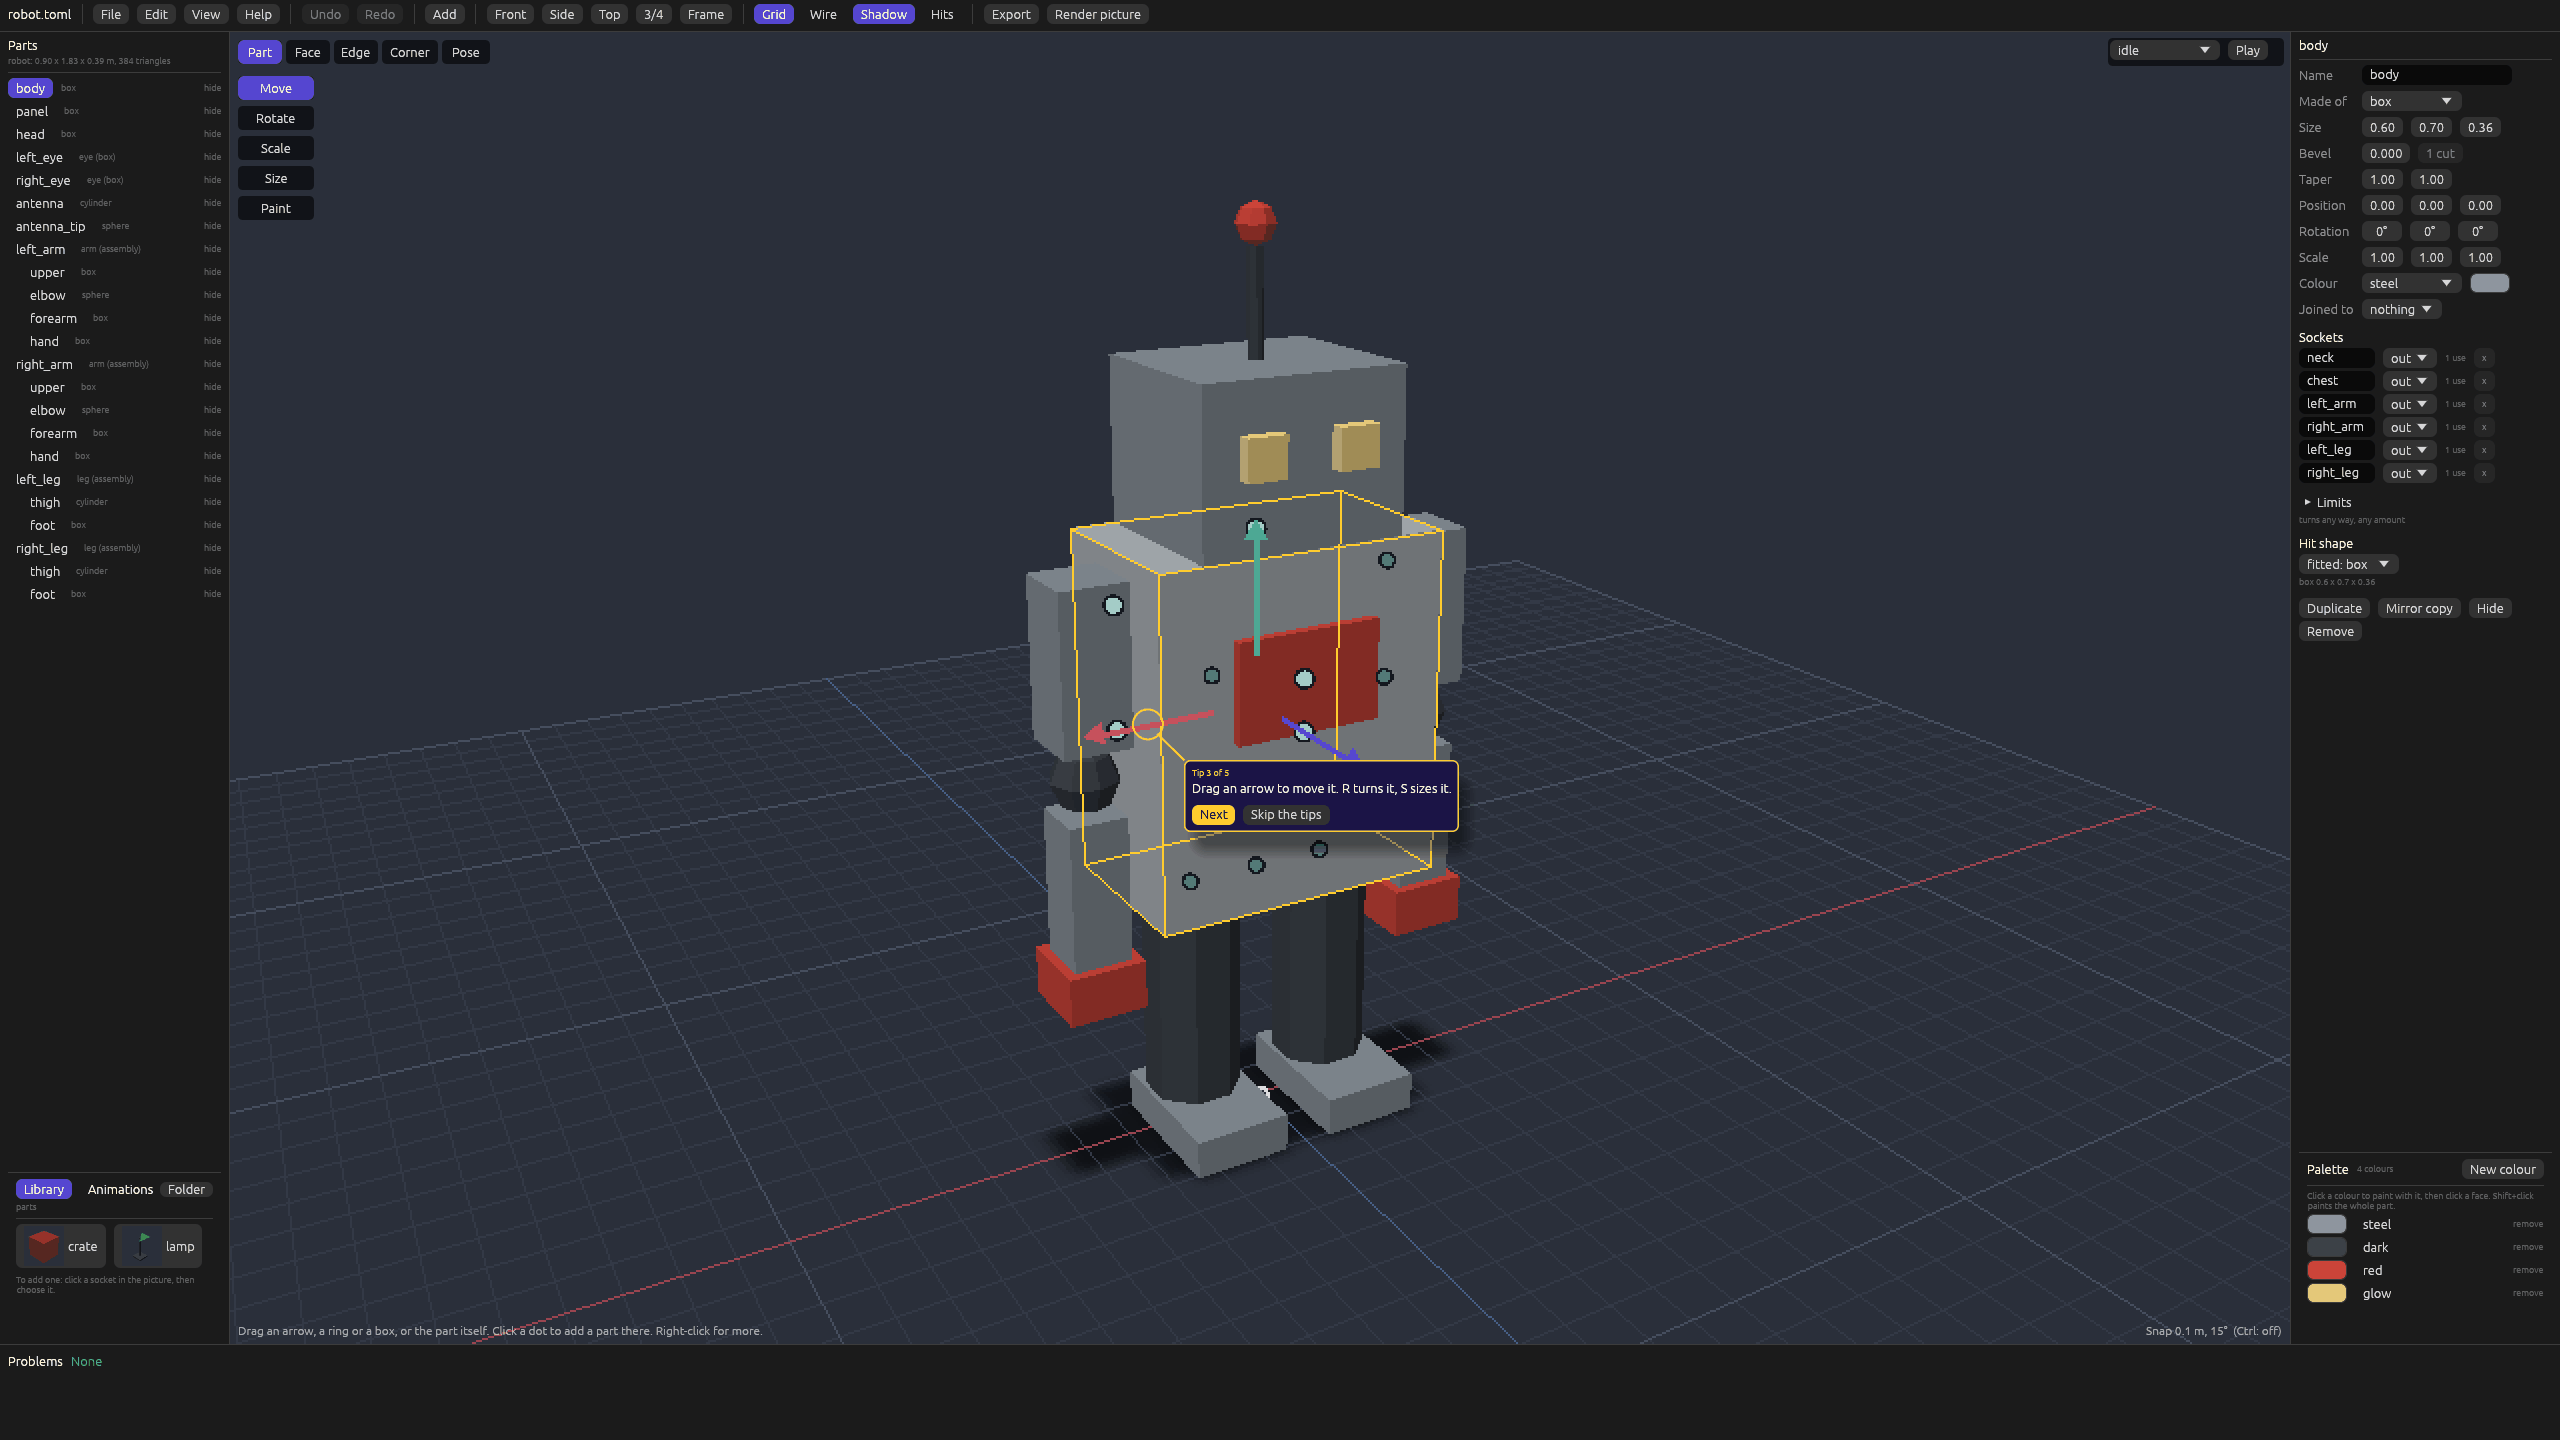 robot.toml File Edit View Help Undo Redo Add Front Side Top 3/4 Frame Grid Wire Shadow Hits Export Render picture
Parts
robot: 0.90 x 1.83 x 0.39 m, 384 triangles
body box hide
panel box hide
head box hide
left_eye eye (box) hide
right_eye eye (box) hide
antenna cylinder hide
antenna_tip sphere hide
left_arm arm (assembly) hide
upper box hide
elbow sphere hide
forearm box hide
hand box hide
right_arm arm (assembly) hide
upper box hide
elbow sphere hide
forearm box hide
hand box hide
left_leg leg (assembly) hide
thigh cylinder hide
foot box hide
right_leg leg (assembly) hide
thigh cylinder hide
foot box hide
Library Animations Folder
parts
crate lamp
To add one: click a socket in the picture, then
choose it.
Part Face Edge Corner Pose
Move
Rotate
Scale
Size
Paint
idle Play
Tip 3 of 5
Drag an arrow to move it. R turns it, S sizes it.
Next Skip the tips
Drag an arrow, a ring or a box, or the part itself. Click a dot to add a part there. Right-click for more.
Snap 0.1 m, 15° (Ctrl: off)
body
Name body
Made of box
Size 0.60 0.70 0.36
Bevel 0.000 1 cut
Taper 1.00 1.00
Position 0.00 0.00 0.00
Rotation 0° 0° 0°
Scale 1.00 1.00 1.00
Colour steel
Joined to nothing
Sockets
neck out 1 use x
chest out 1 use x
left_arm out 1 use x
right_arm out 1 use x
left_leg out 1 use x
right_leg out 1 use x
Limits
turns any way, any amount
Hit shape
fitted: box
box 0.6 x 0.7 x 0.36
Duplicate Mirror copy Hide
Remove
Palette 4 colours New colour
Click a colour to paint with it, then click a face. Shift+click
paints the whole part.
steel remove
dark remove
red remove
glow remove
Problems None